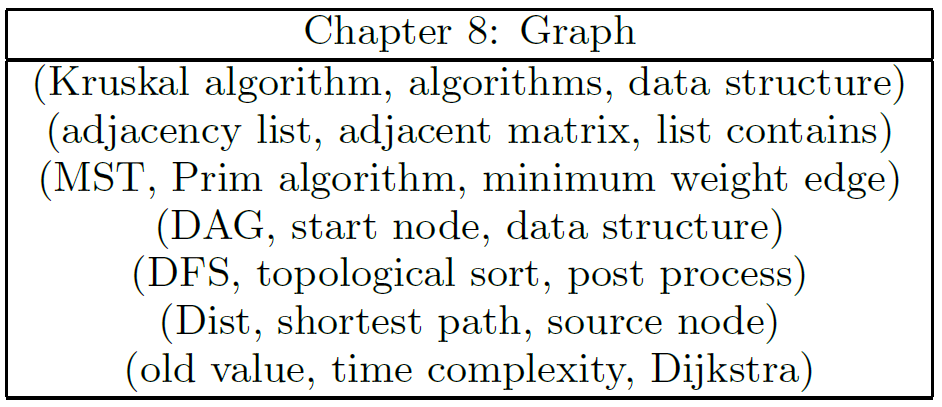 Chapter 8: Graph
(Kruskal algorithm, algorithms, data structure)
(adjacency list, adjacent matrix, list contains)
(MST, Prim algorithm, minimum weight edge)
(DAG, start node, data structure)
(DFS, topological sort, post process)
(Dist, shortest path, source node)
(old value, time complexity, Dijkstra)